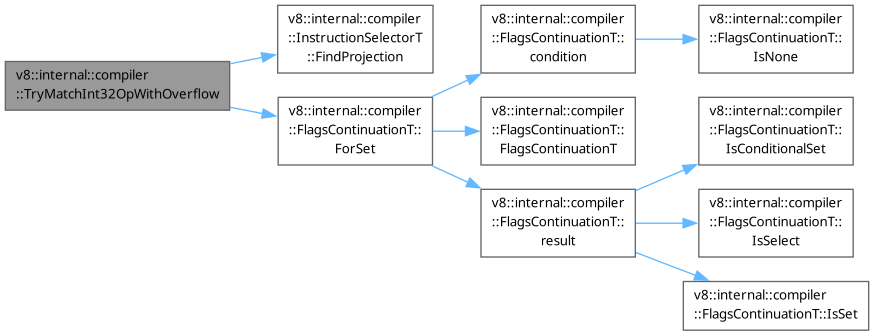 v8::internal::compiler
::TryMatchInt32OpWithOverflow
v8::internal::compiler
::InstructionSelectorT
::FindProjection
v8::internal::compiler
::FlagsContinuationT::
ForSet
v8::internal::compiler
::FlagsContinuationT::
condition
v8::internal::compiler
::FlagsContinuationT::
FlagsContinuationT
v8::internal::compiler
::FlagsContinuationT::
result
v8::internal::compiler
::FlagsContinuationT::
IsNone
v8::internal::compiler
::FlagsContinuationT::
IsConditionalSet
v8::internal::compiler
::FlagsContinuationT::
IsSelect
v8::internal::compiler
::FlagsContinuationT::IsSet